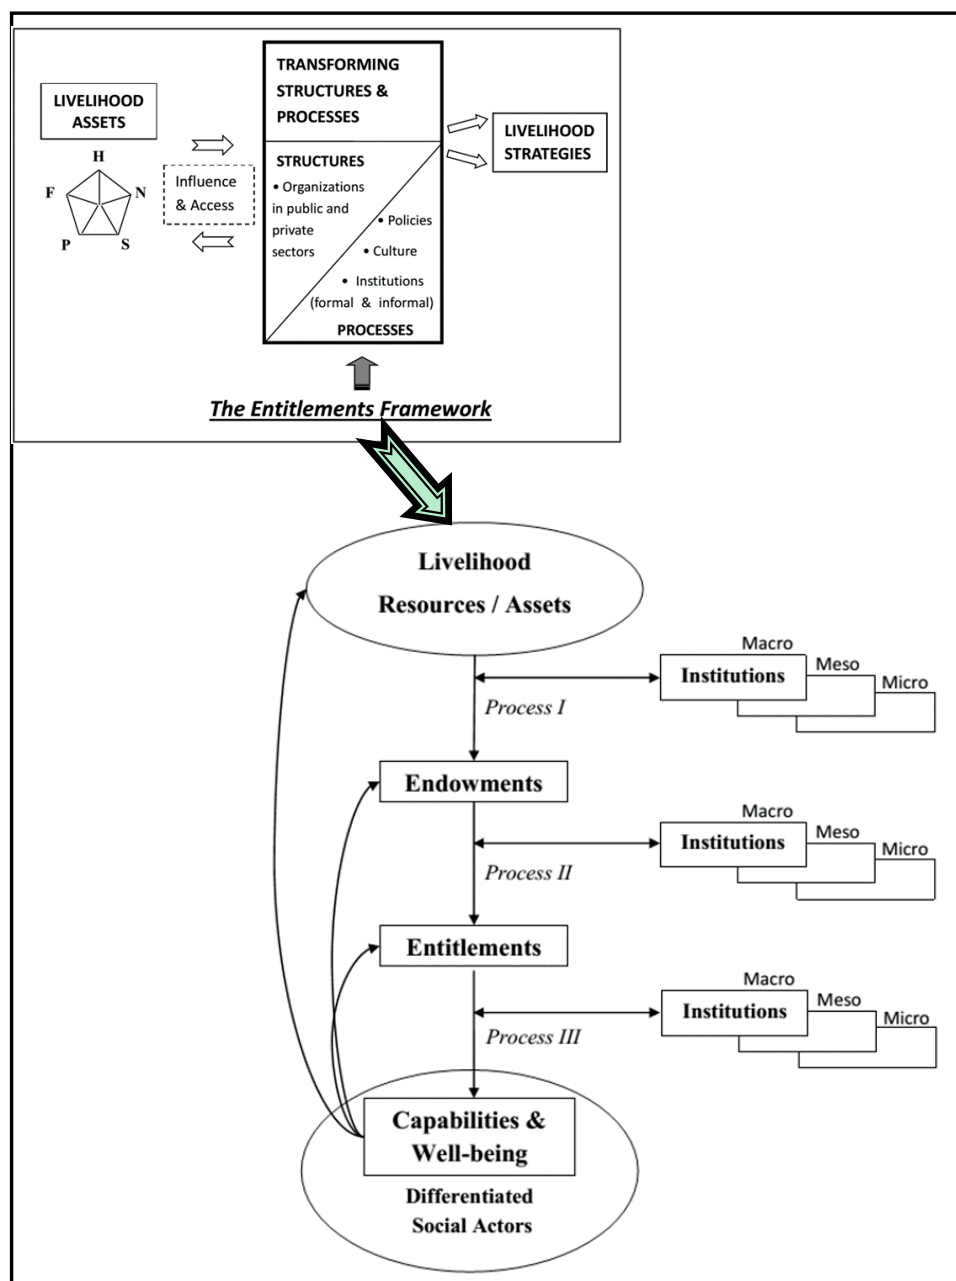 TRANSFORMING
STRUCTURES &
PROCESSES
LIVELIHOOD
ASSETS
H
F
N
P
S
Influence
& Access
STRUCTURES
• Organizations
in public and
private
sectors
• Policies
• Culture
• Institutions
(formal & informal)
PROCESSES
LIVELIHOOD
STRATEGIES
The Entitlements Framework
Livelihood
Resources / Assets
Macro
Meso
Micro
Institutions
Process I
Endowments
Macro
Meso
Micro
Institutions
Process II
Entitlements
Macro
Meso
Micro
Institutions
Process III
Capabilities &
Well-being
Differentiated
Social Actors